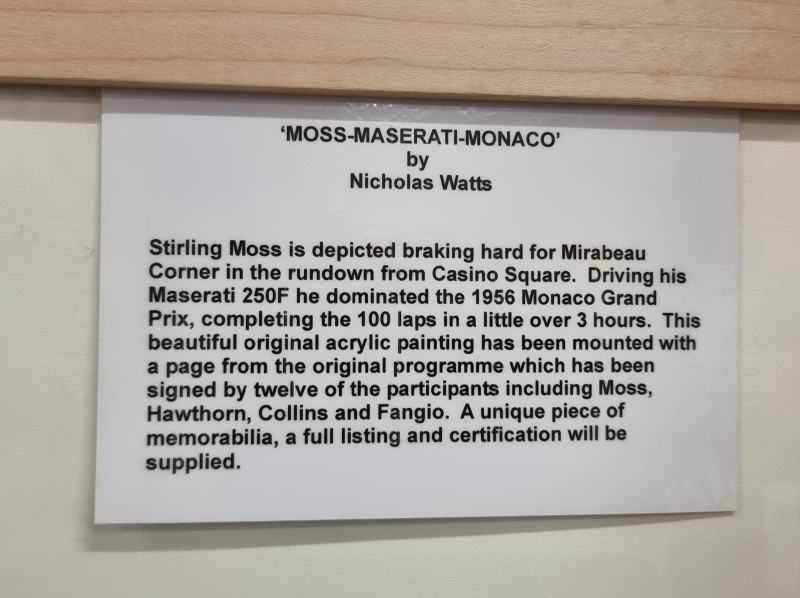 ‘MOSS-MASERATI-MONACO’
by
Nicholas Watts
Stirling Moss is depicted braking hard for Mirabeau
Corner in the rundown from Casino Square.  Driving his
Maserati 250F he dominated the 1956 Monaco Grand
Prix, completing the 100 laps in a little over 3 hours.  This
beautiful original acrylic painting has been mounted with
a page from the original programme which has been
signed by twelve of the participants including Moss,
Hawthorn, Collins and Fangio.  A unique piece of
memorabilia, a full listing and certification will be
supplied.